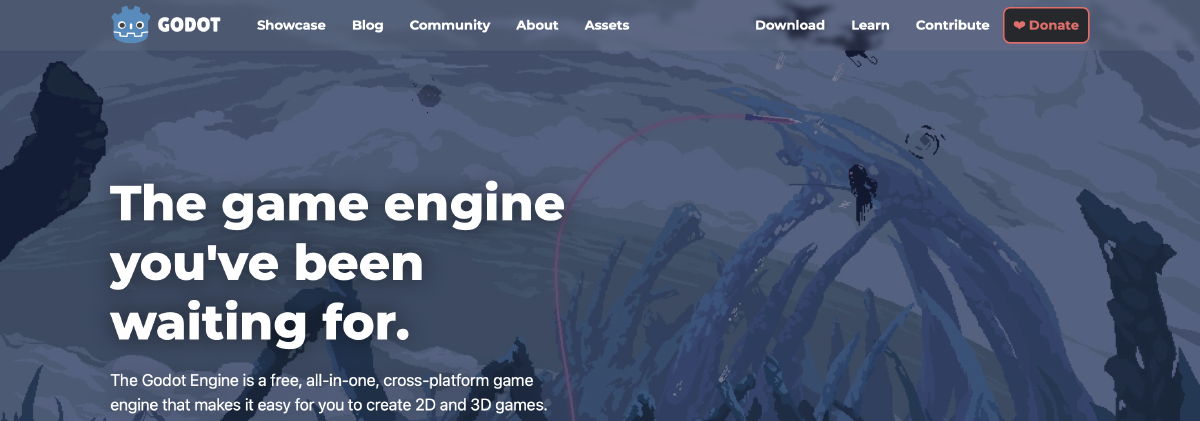 GODOT Showcase Blog Community About Assets Download Learn Contribute ❤ Donate
The game engine
you've been
waiting for.
The Godot Engine is a free, all-in-one, cross-platform game
engine that makes it easy for you to create 2D and 3D games.